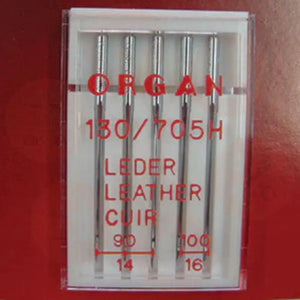 ORGAN
130/705H
LEDER
LEATHER
CUIR
90 100
14 16